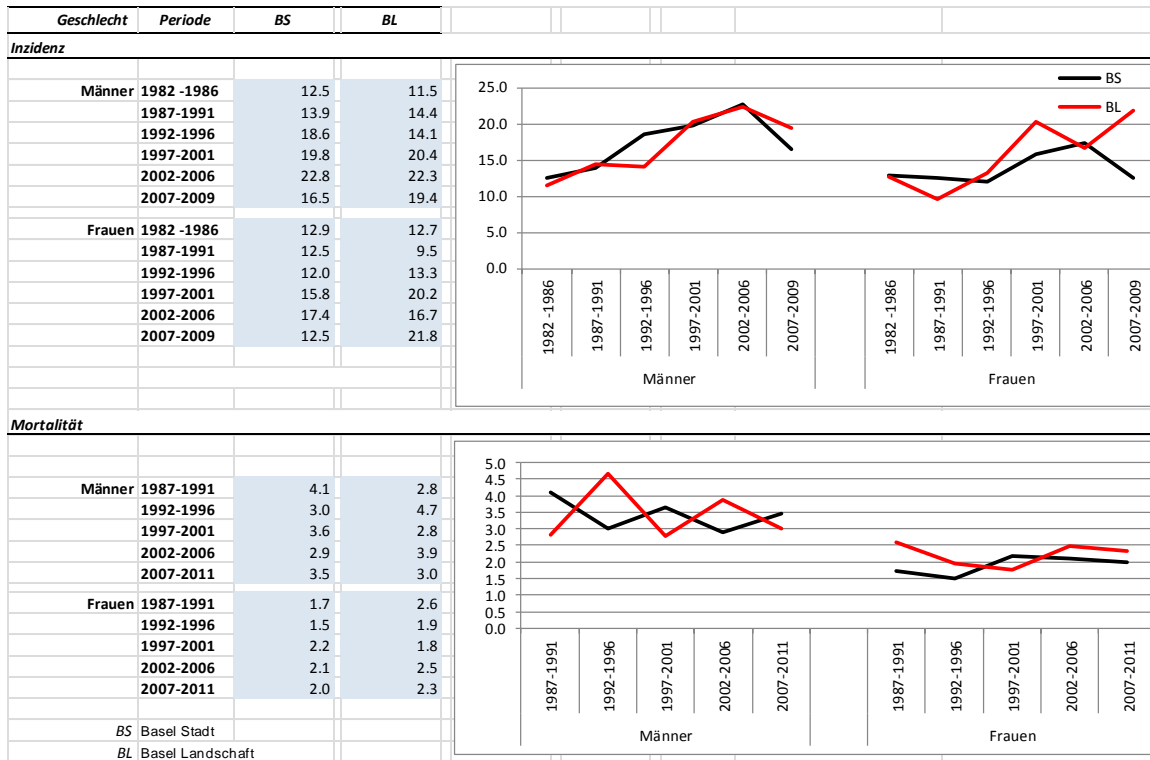 Geschlecht Periode BS BL
Inzidenz
Männer 1982 -1986 12.5 11.5
1987-1991 13.9 14.4
1992-1996 18.6 14.1
1997-2001 19.8 20.4
2002-2006 22.8 22.3
2007-2009 16.5 19.4
Frauen 1982 -1986 12.9 12.7
1987-1991 12.5 9.5
1992-1996 12.0 13.3
1997-2001 15.8 20.2
2002-2006 17.4 16.7
2007-2009 12.5 21.8
BS
BL
25.0
20.0
15.0
10.0
5.0
0.0
1982 -1986
1987-1991
1992-1996
1997-2001
2002-2006
2007-2009
1982 -1986
1987-1991
1992-1996
1997-2001
2002-2006
2007-2009
Männer Frauen
Mortalität
Männer 1987-1991 4.1 2.8
1992-1996 3.0 4.7
1997-2001 3.6 2.8
2002-2006 2.9 3.9
2007-2011 3.5 3.0
Frauen 1987-1991 1.7 2.6
1992-1996 1.5 1.9
1997-2001 2.2 1.8
2002-2006 2.1 2.5
2007-2011 2.0 2.3
BS Basel Stadt
BL Basel Landschaft
5.0
4.5
4.0
3.5
3.0
2.5
2.0
1.5
1.0
0.5
0.0
1987-1991
1992-1996
1997-2001
2002-2006
2007-2011
1987-1991
1992-1996
1997-2001
2002-2006
2007-2011
Männer Frauen